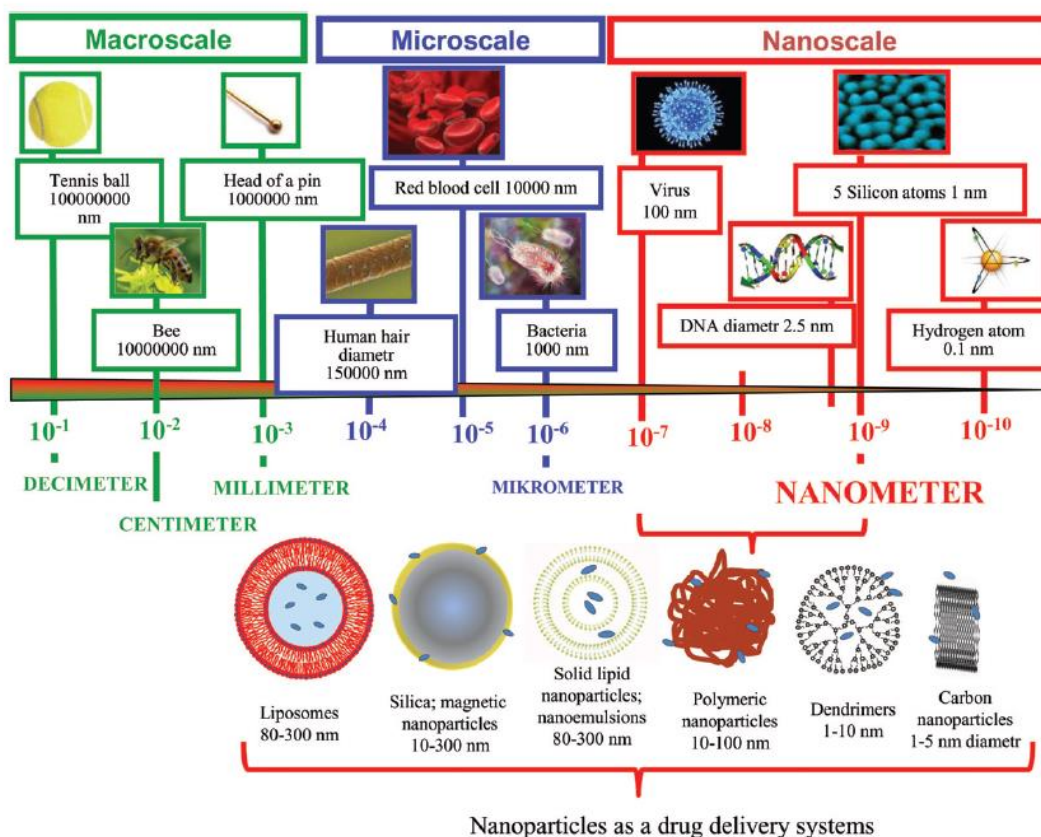 Macroscale
Microscale
Nanoscale
Tennis ball
100000000
nm
Head of a pin
1000000 nm
Red blood cell 10000 nm
Virus
100 nm
5 Silicon atoms 1 nm
Bee
10000000 nm
Human hair
diametr
150000 nm
Bacteria
1000 nm
DNA diametr 2.5 nm
Hydrogen atom
0.1 nm
10⁻¹
10⁻²
10⁻³
10⁻⁴
10⁻⁵
10⁻⁶
10⁻⁷
10⁻⁸
10⁻⁹
10⁻¹⁰
DECIMETER
MILLIMETER
MIKROMETER
NANOMETER
CENTIMETER
Liposomes
80-300 nm
Silica; magnetic
nanoparticles
10-300 nm
Solid lipid
nanoparticles;
nanoemulsions
80-300 nm
Polymeric
nanoparticles
10-100 nm
Dendrimers
1-10 nm
Carbon
nanoparticles
1-5 nm diametr
Nanoparticles as a drug delivery systems